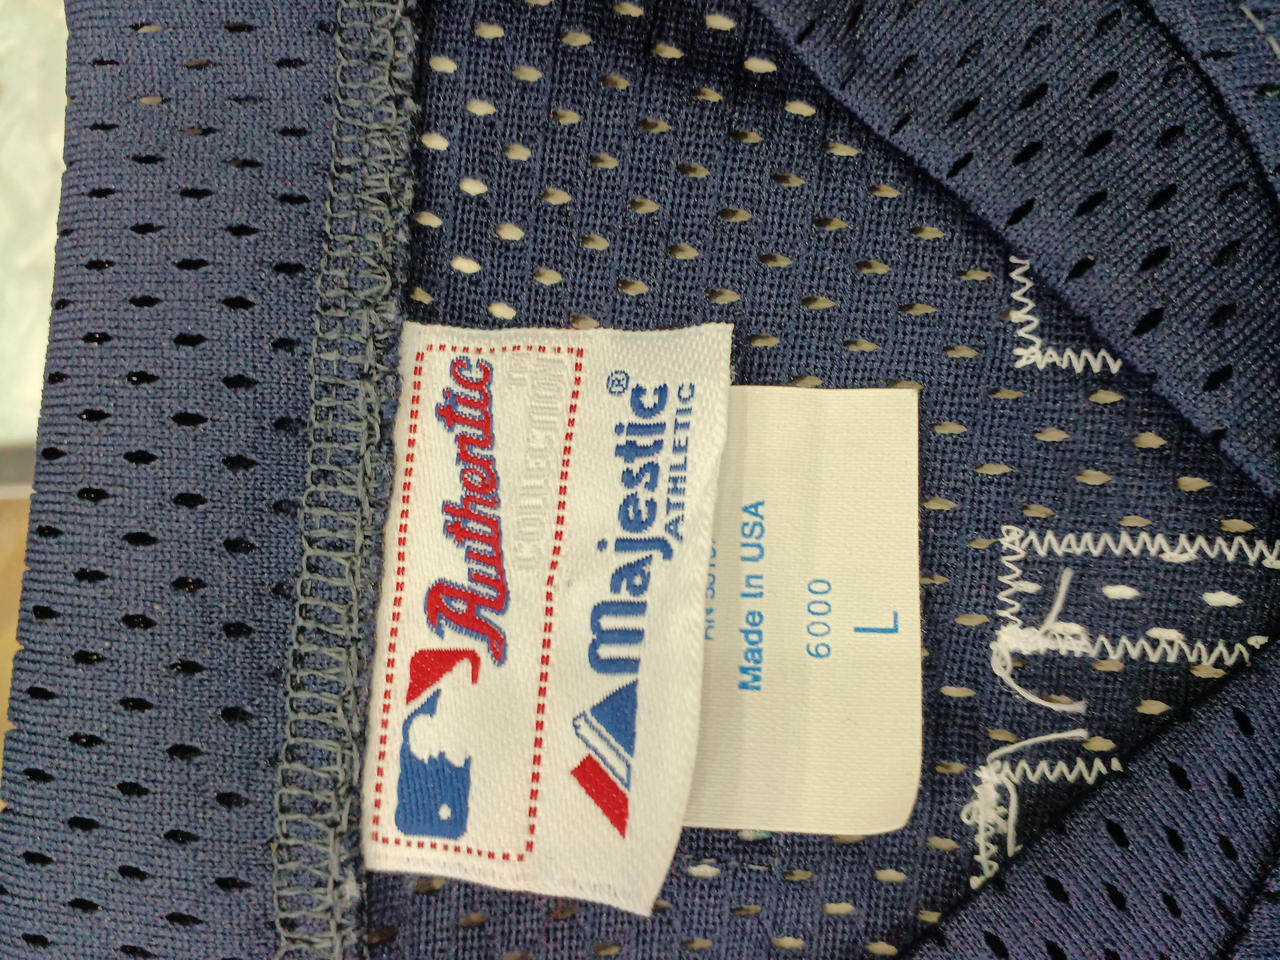 Authentic
COLLECTION
Majestic®
ATHLETIC
Made In USA
6000
L